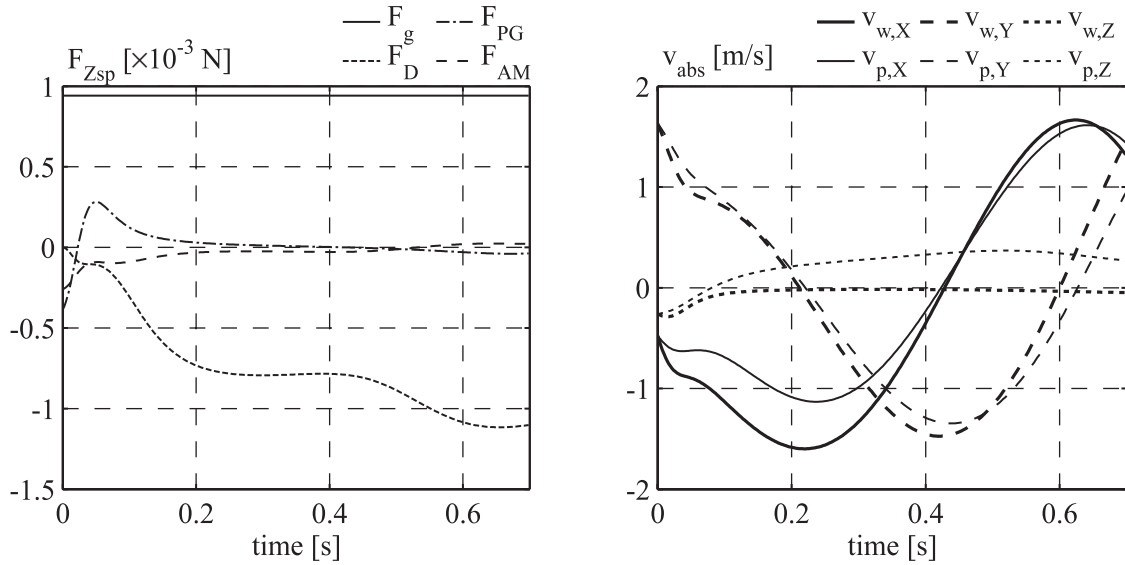 F_g F_PG
F_D F_AM
F_Zsp [×10^-3 N]
1
0.5
0
-0.5
-1
-1.5
0 0.2 0.4 0.6
time [s]
v_w,X v_w,Y v_w,Z
v_p,X v_p,Y v_p,Z
v_abs [m/s]
2
1
0
-1
-2
0 0.2 0.4 0.6
time [s]